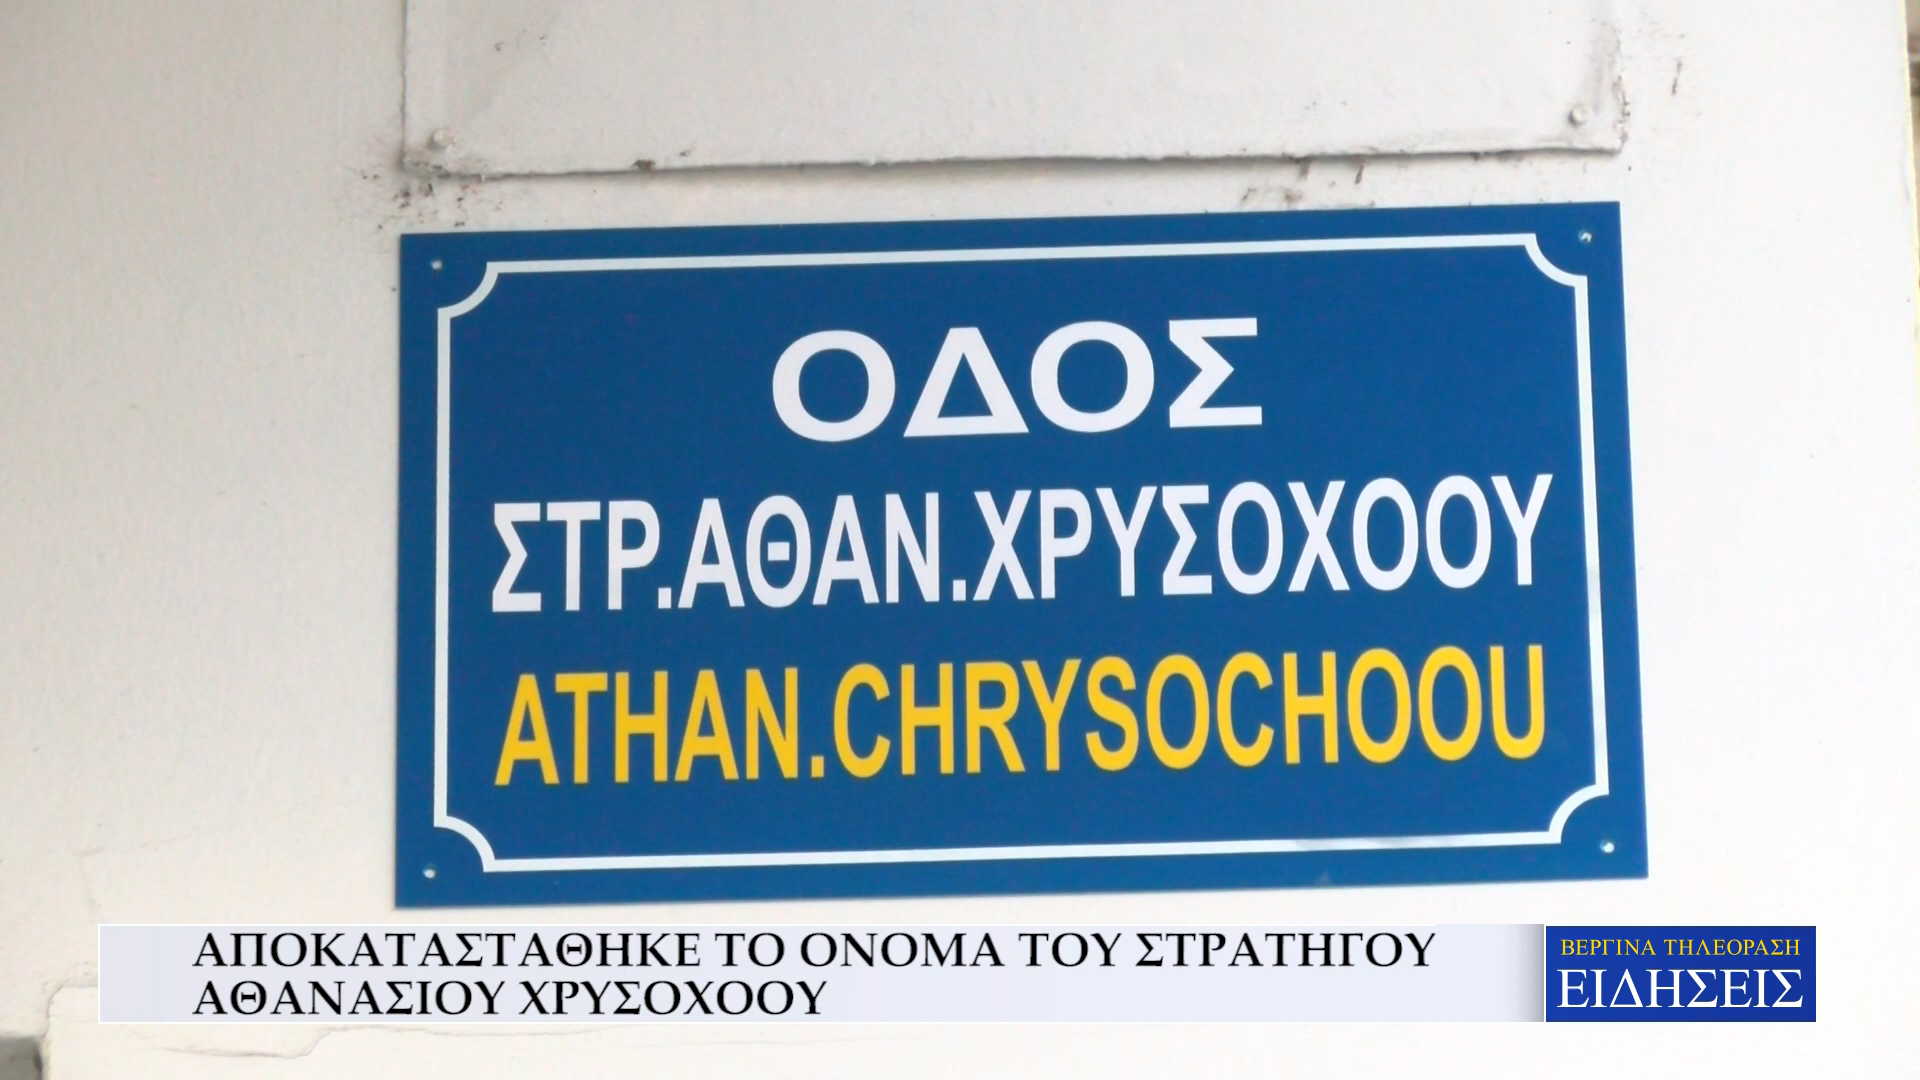 ΟΔΟΣ
ΣΤΡ.ΑΘΑΝ.ΧΡΥΣΟΧΟΟΥ
ATHAN.CHRYSOCHOOU
ΑΠΟΚΑΤΑΣΤΑΘΗΚΕ ΤΟ ΟΝΟΜΑ ΤΟΥ ΣΤΡΑΤΗΓΟΥ
ΑΘΑΝΑΣΙΟΥ ΧΡΥΣΟΧΟΟΥ
ΒΕΡΓΙΝΑ ΤΗΛΕΟΡΑΣΗ
ΕΙΔΗΣΕΙΣ